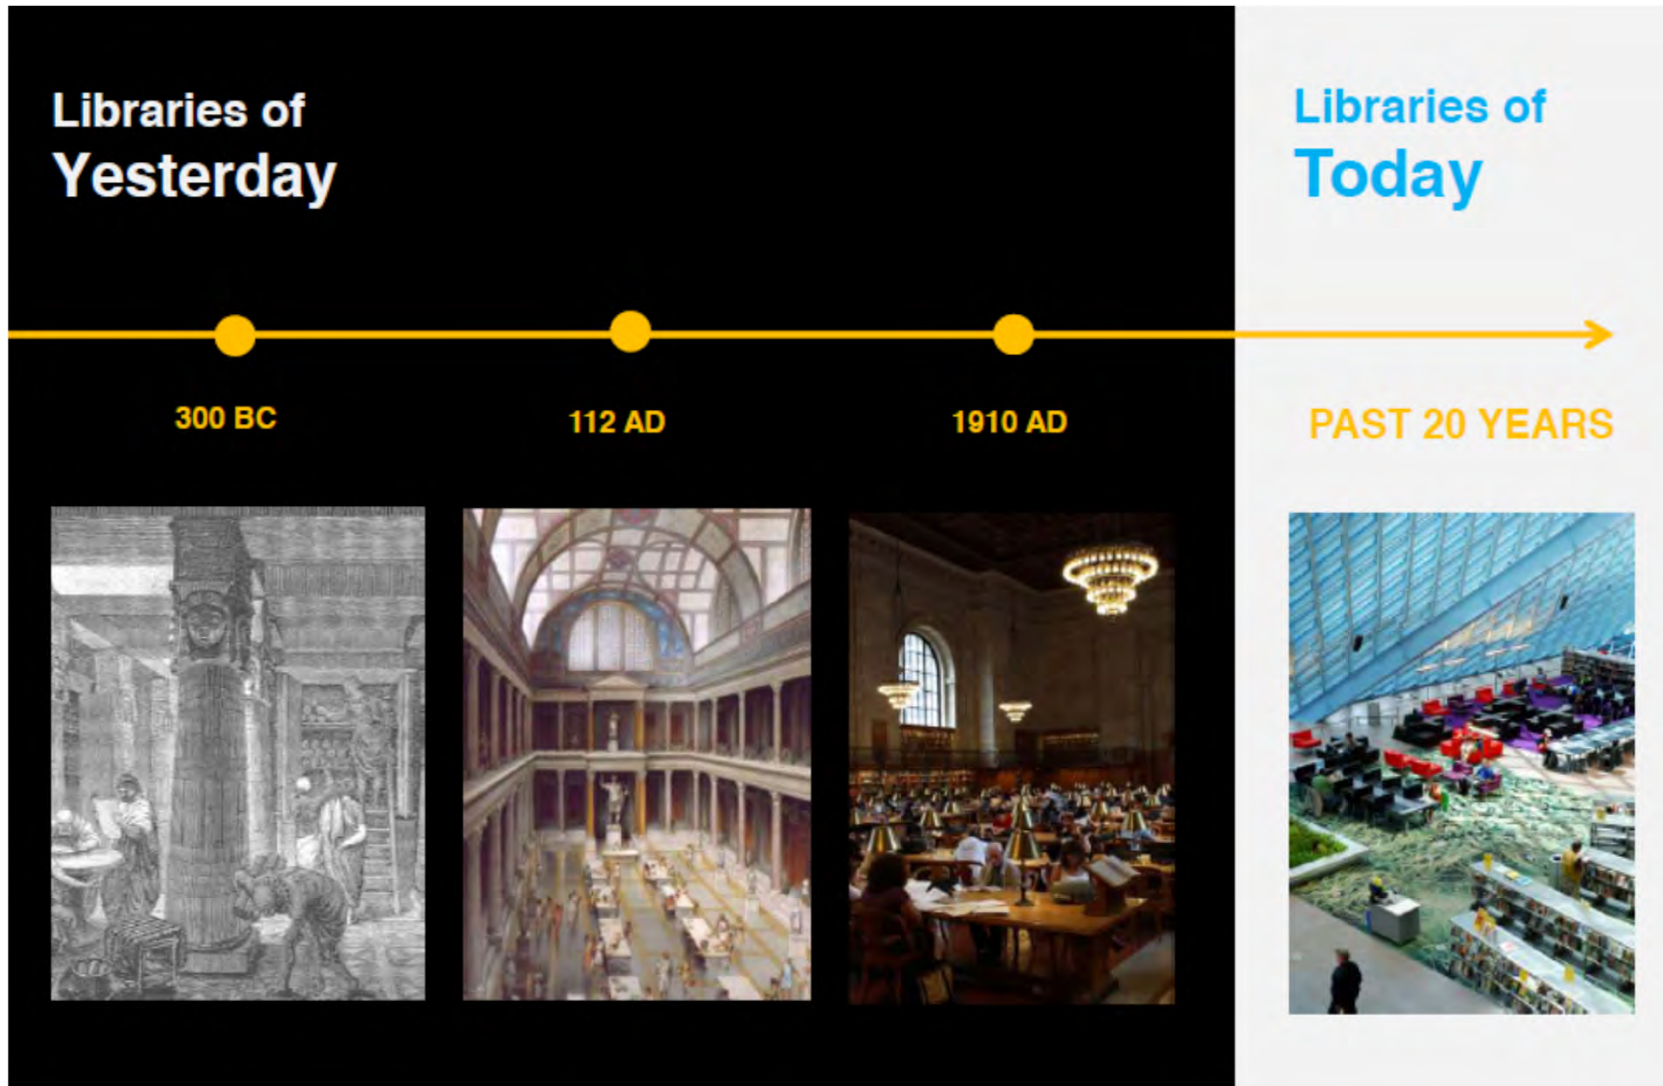 Libraries of
Yesterday
Libraries of
Today
300 BC
112 AD
1910 AD
PAST 20 YEARS